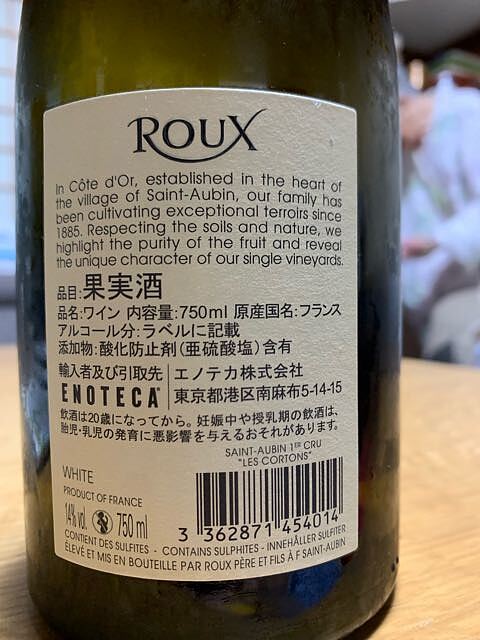 ROUX
In Côte d'Or, established in the heart of
the village of Saint-Aubin, our family has
been cultivating exceptional terroirs since
1885. Respecting the soils and nature, we
highlight the purity of the fruit and reveal
the unique character of our single vineyards.
品目:果実酒
品名:ワイン 内容量:750ml 原産国名:フランス
アルコール分:ラベルに記載
添加物:酸化防止剤(亜硫酸塩)含有
輸入者及び引取先 エノテカ株式会社
ENOTECA 東京都港区南麻布5-14-15
飲酒は20歳になってから。妊娠中や授乳期の飲酒は、
胎児・乳児の発育に悪影響を与えるおそれがあります。
SAINT-AUBIN 1ER CRU
"LES CORTONS"
WHITE
PRODUCT OF FRANCE
14% vol. 750 ml
3 362871 454014
CONTIENT DES SULFITES - CONTAINS SULPHITES - INNEHÅLLER SULFITER
ÉLEVÉ ET MIS EN BOUTEILLE PAR ROUX PÈRE ET FILS À F SAINT-AUBIN